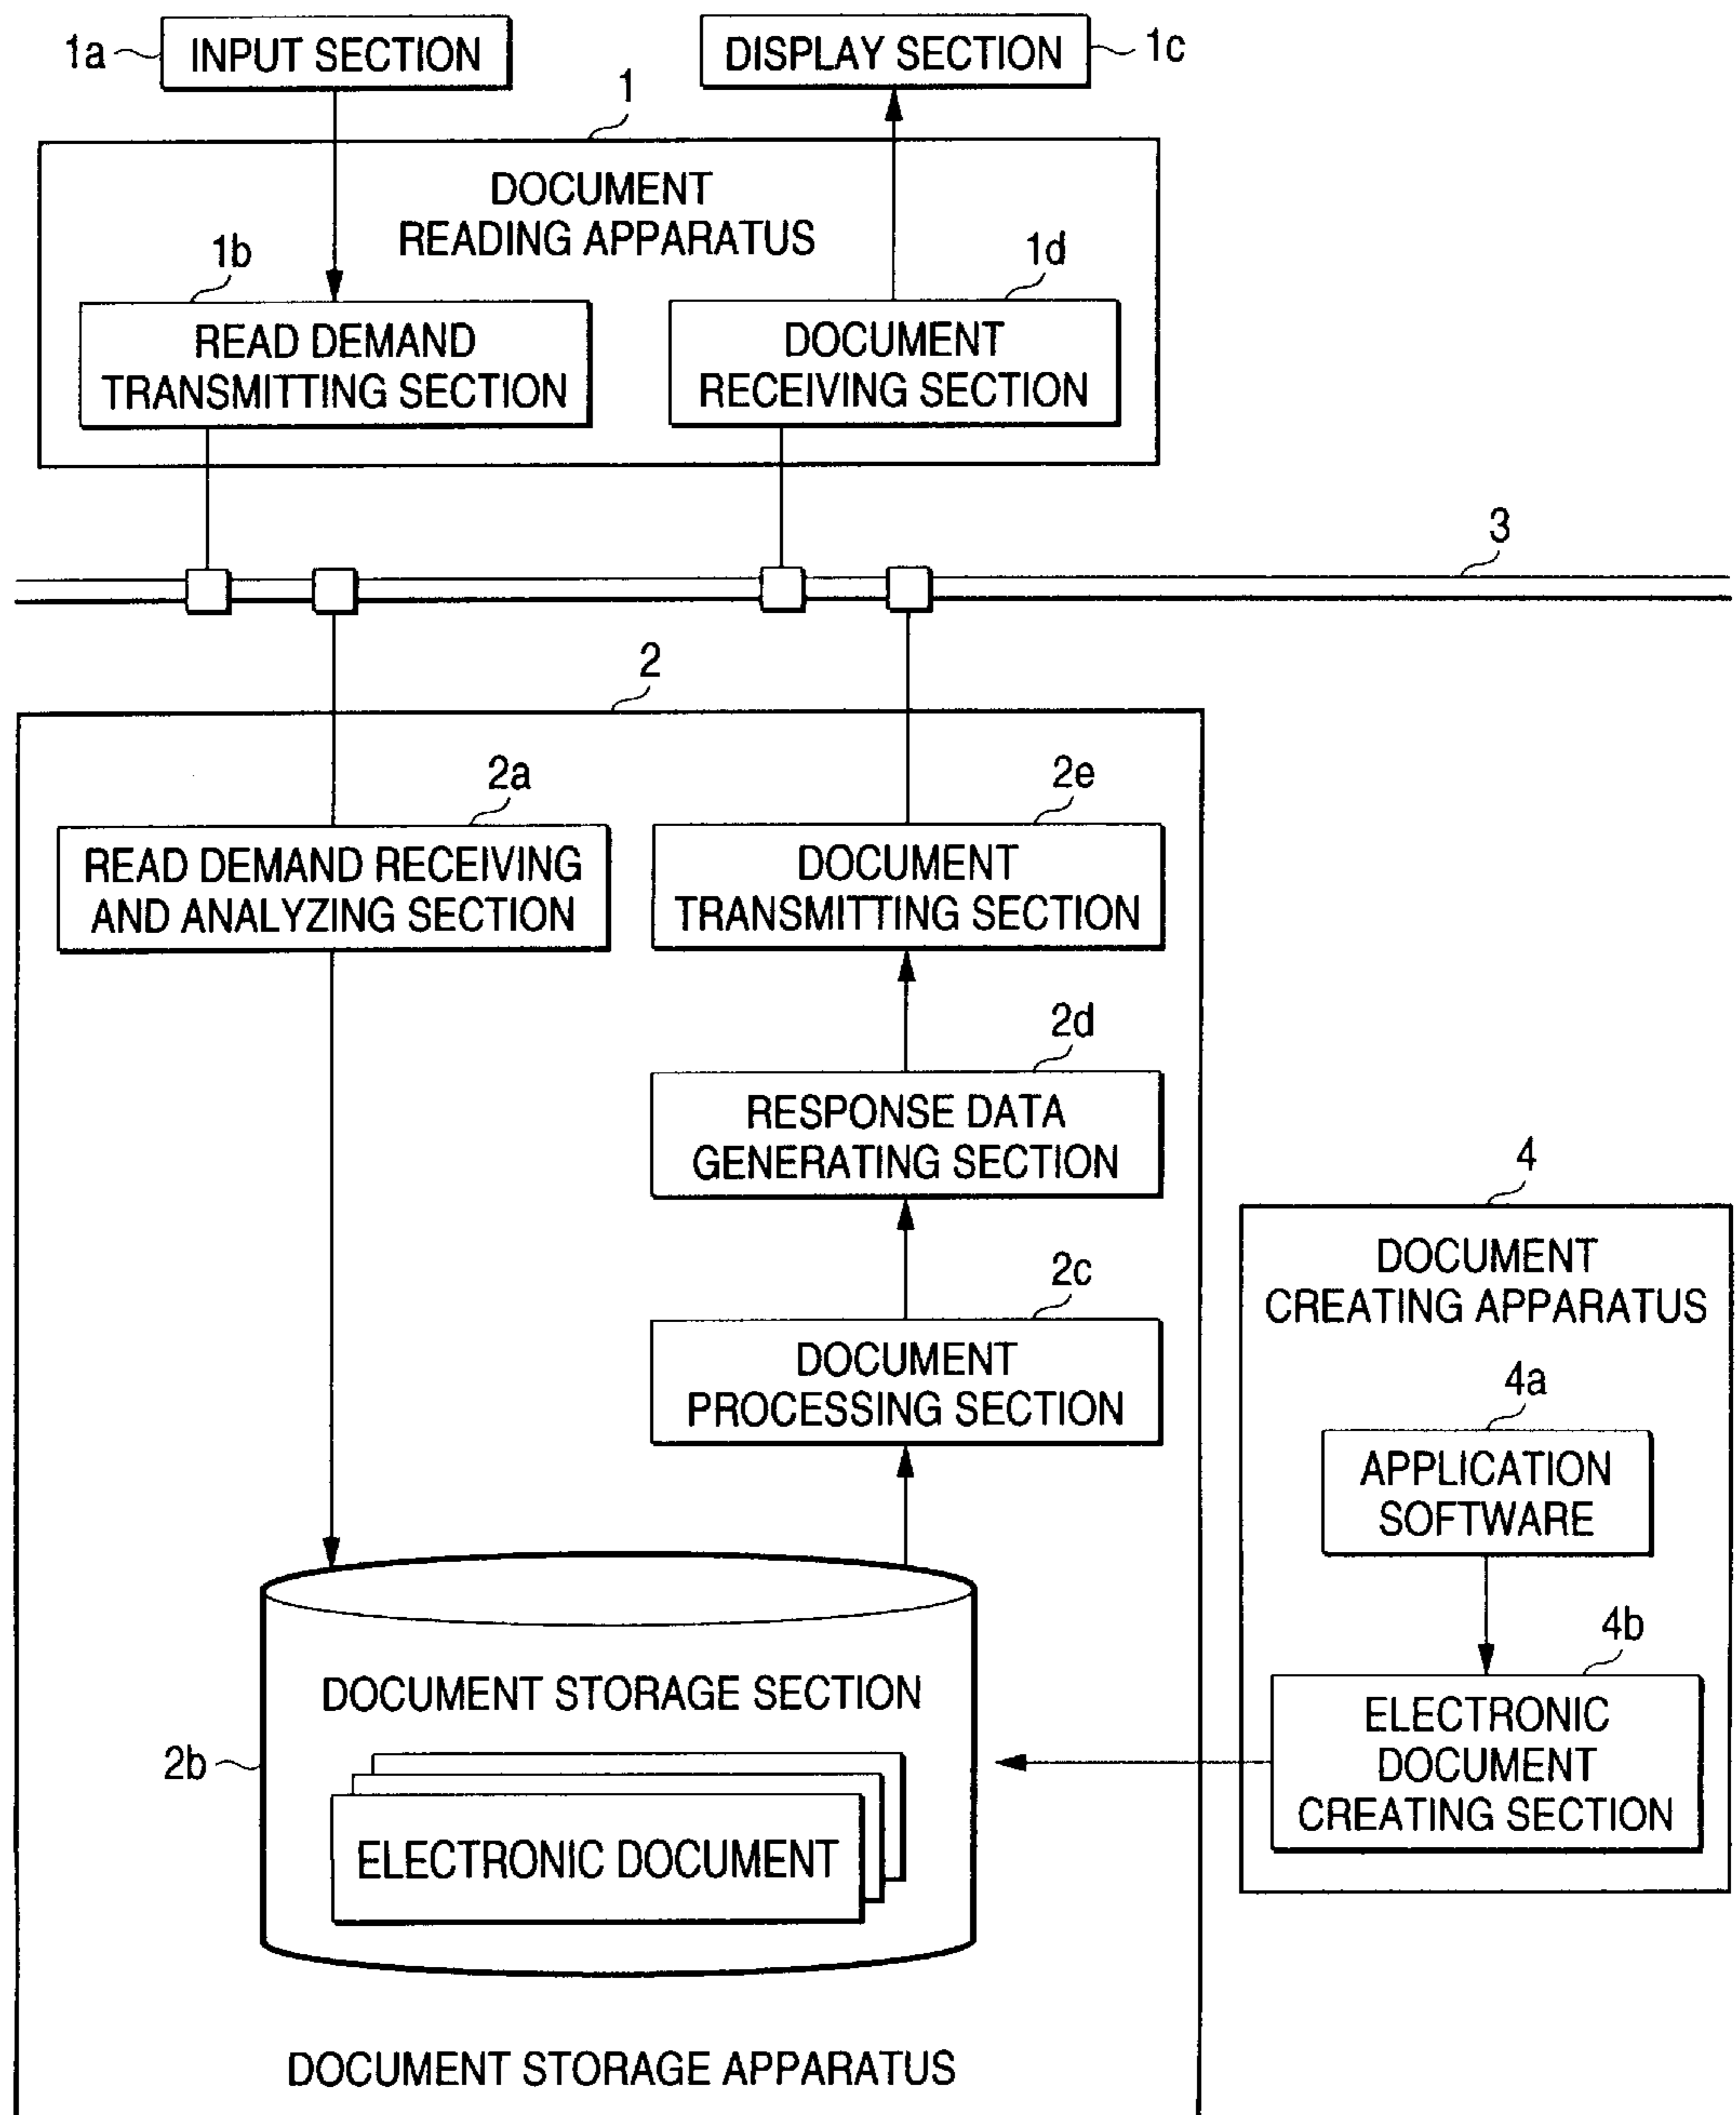 1a
INPUT SECTION
DISPLAY SECTION
1c
1
DOCUMENT
READING APPARATUS
1b
1d
READ DEMAND
TRANSMITTING SECTION
DOCUMENT
RECEIVING SECTION
3
2
2a
2e
READ DEMAND RECEIVING
AND ANALYZING SECTION
DOCUMENT
TRANSMITTING SECTION
2d
RESPONSE DATA
GENERATING SECTION
2c
DOCUMENT
PROCESSING SECTION
4
DOCUMENT
CREATING APPARATUS
4a
APPLICATION
SOFTWARE
4b
ELECTRONIC
DOCUMENT
CREATING SECTION
DOCUMENT STORAGE SECTION
2b
ELECTRONIC DOCUMENT
DOCUMENT STORAGE APPARATUS